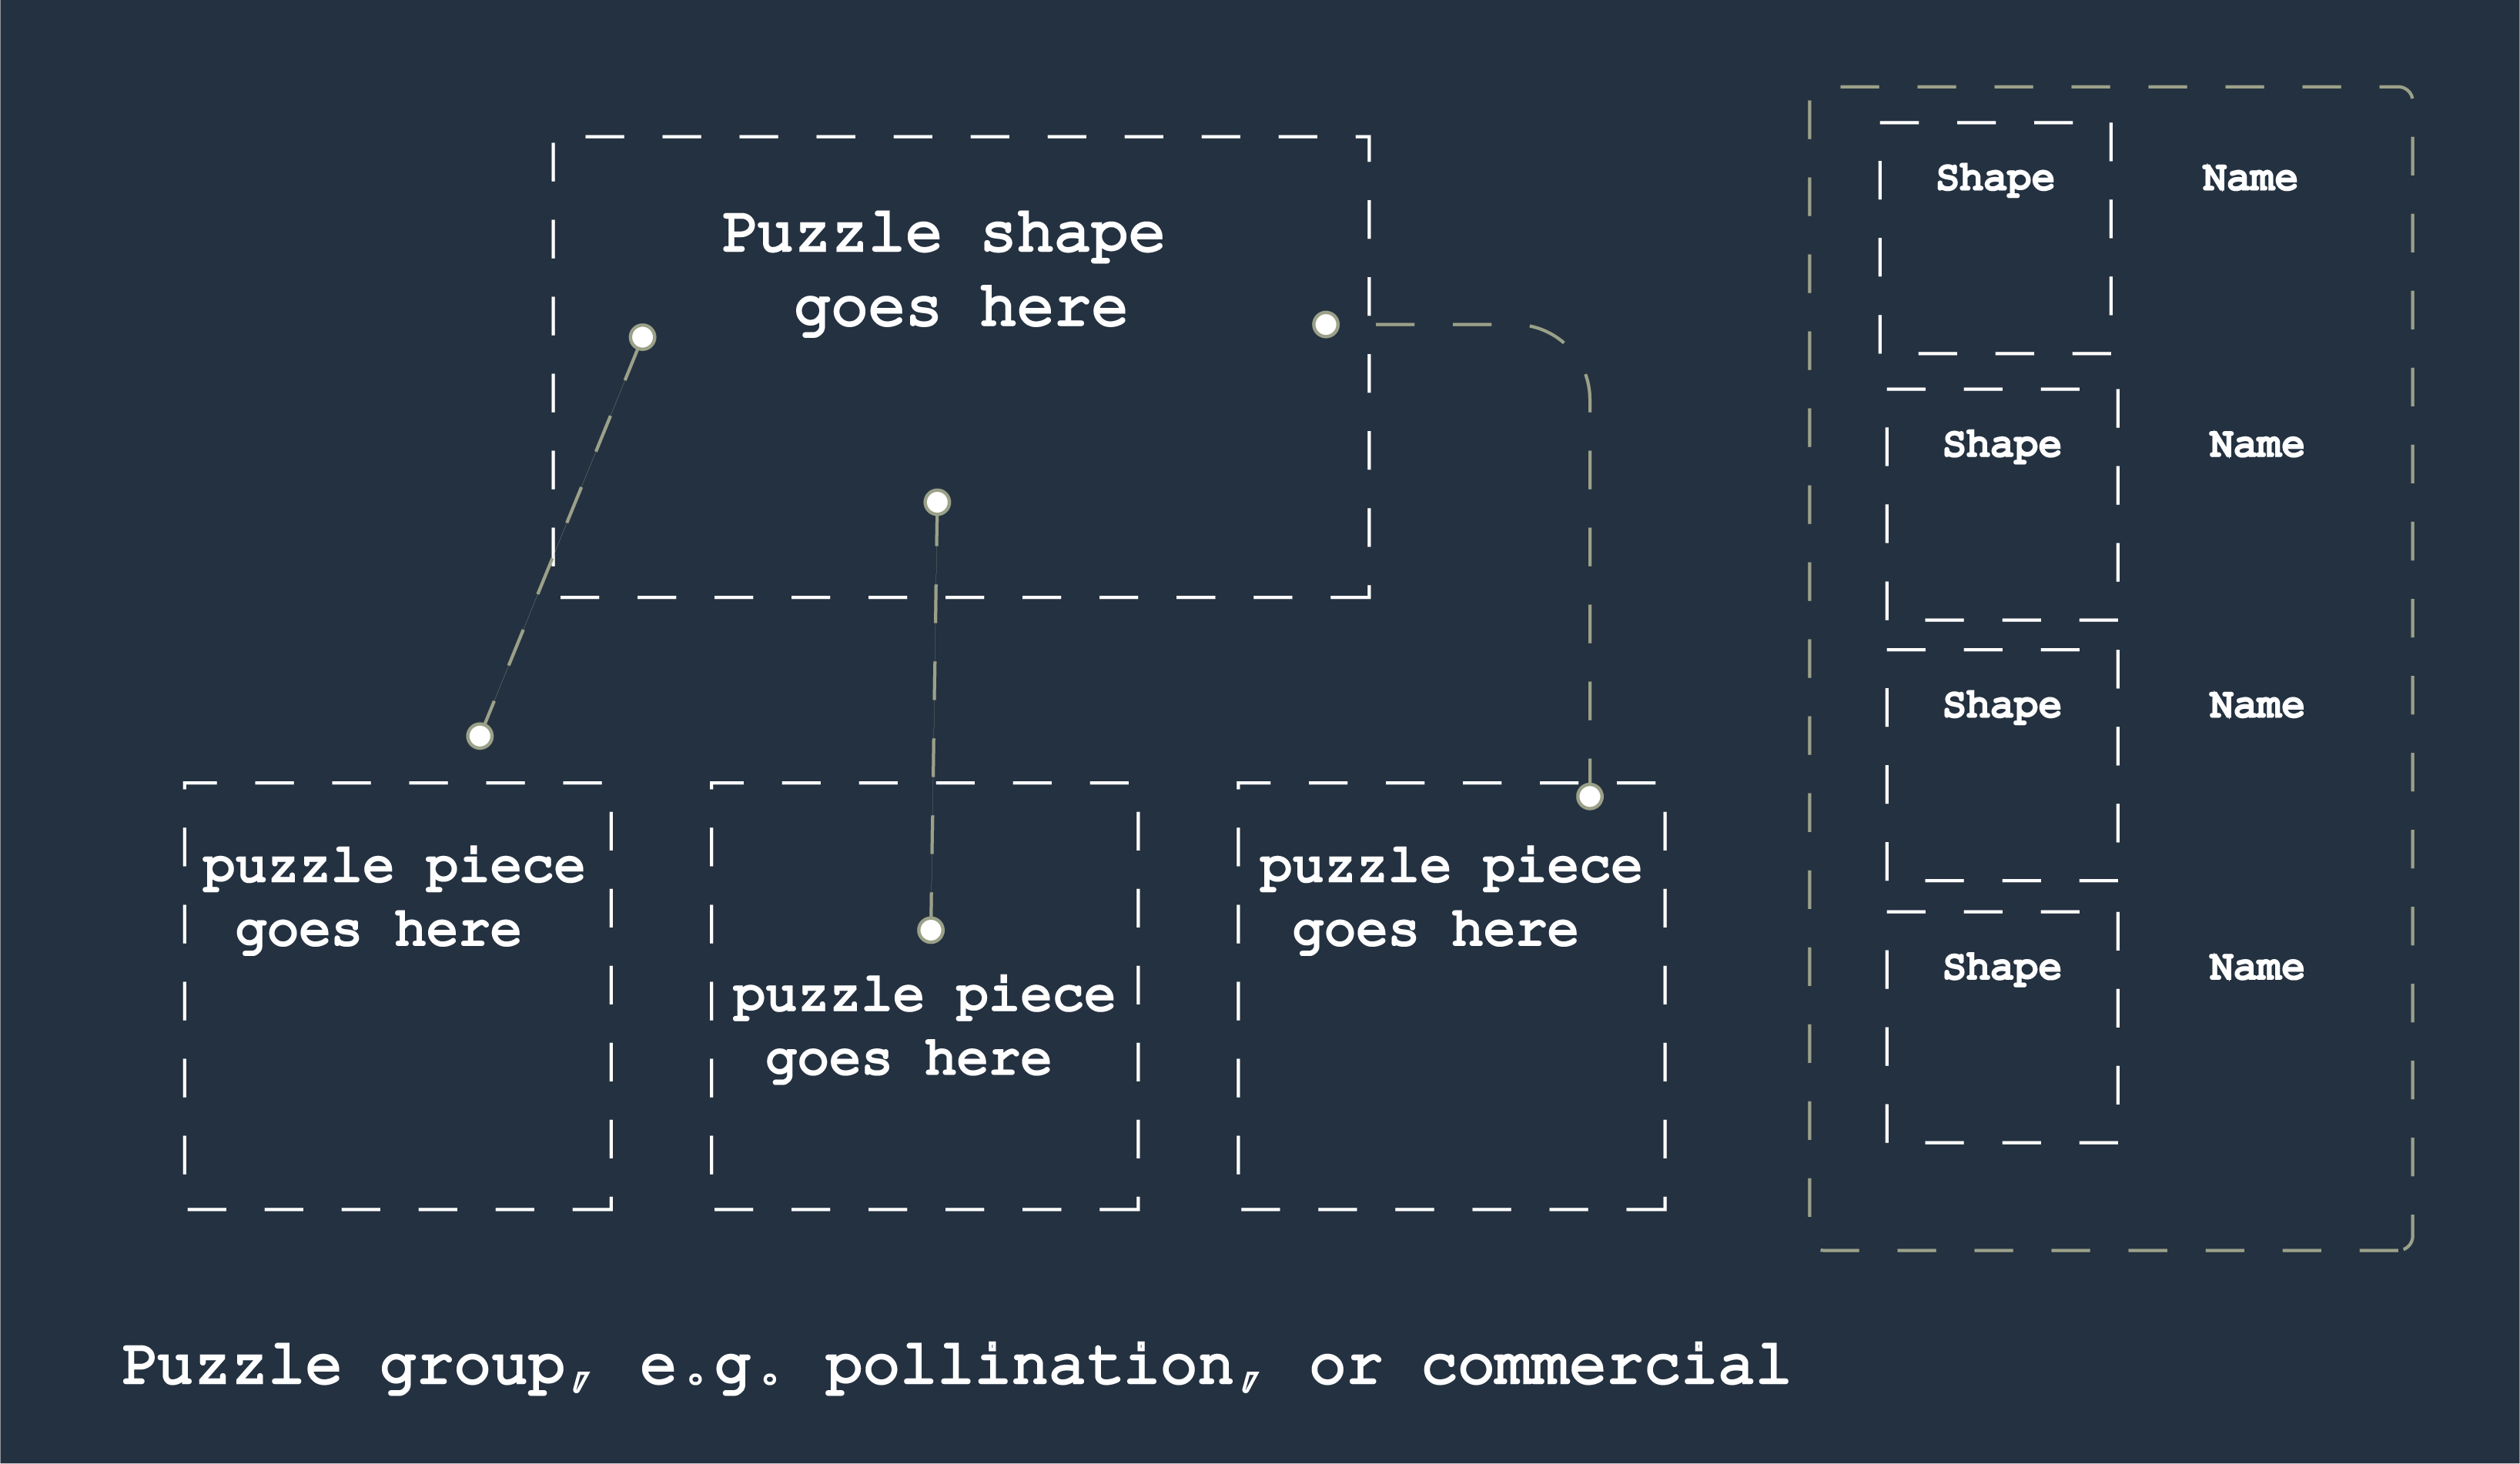 Puzzle shape
goes here
puzzle piece
goes here
puzzle piece
goes here
puzzle piece
goes here
Shape
Name
Shape
Name
Shape
Name
Shape
Name
Puzzle group, e.g. pollination, or commercial